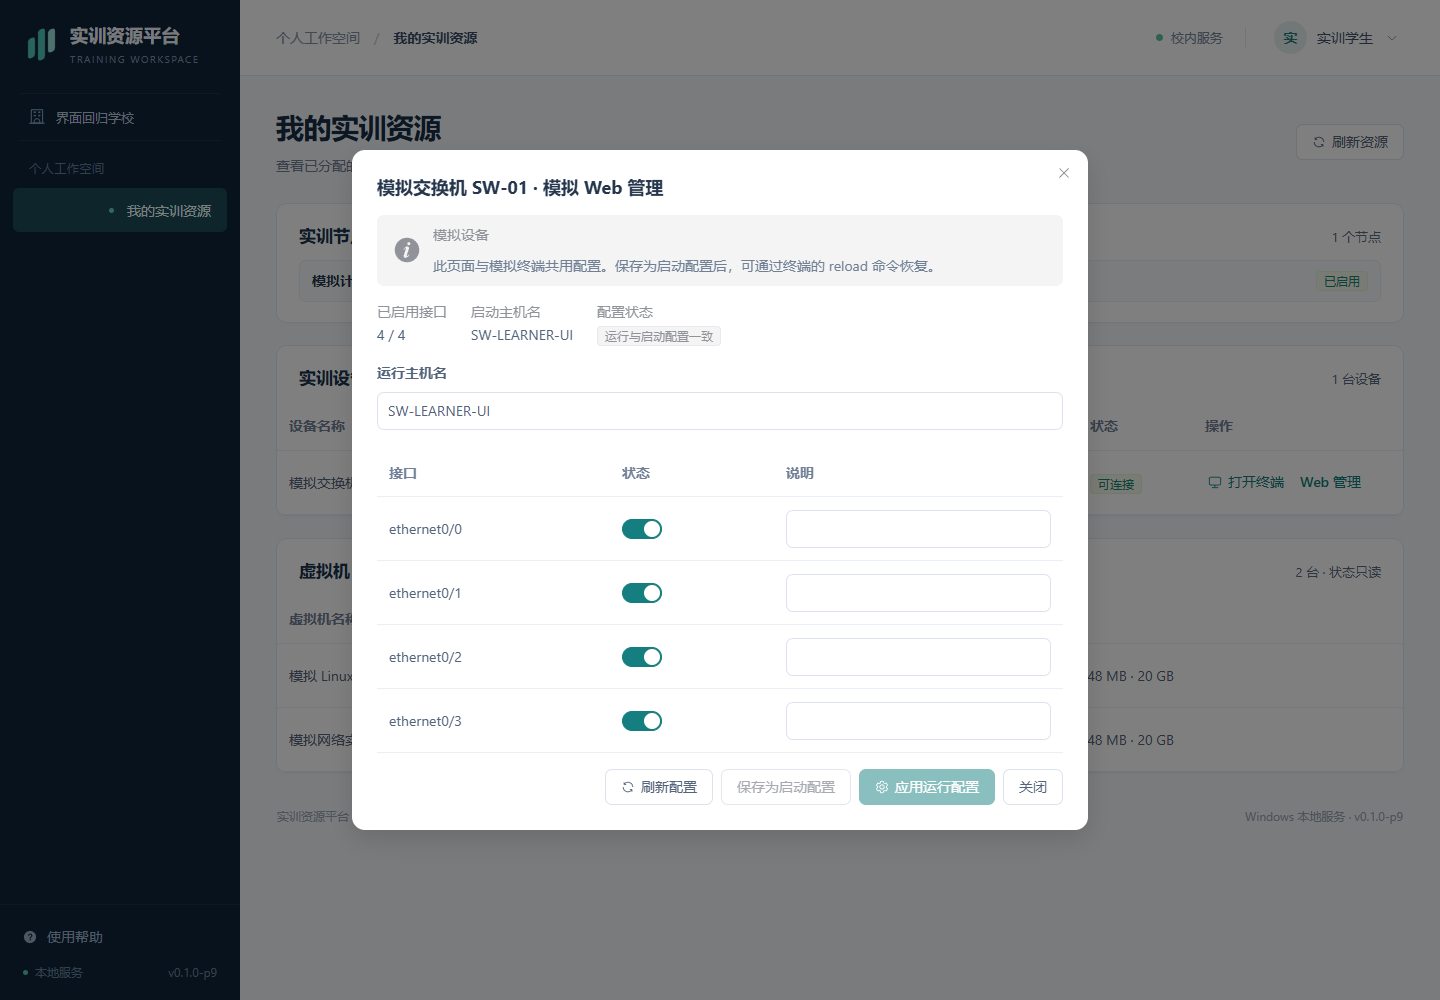 实训资源平台
TRAINING WORKSPACE
界面回归学校
个人工作空间
我的实训资源
使用帮助
本地服务 v0.1.0-p9
个人工作空间 / 我的实训资源
校内服务 实 实训学生
我的实训资源
查看已分配
刷新资源
实训节
1 个节点
模拟计
已启用
实训设
1 台设备
设备名称 状态 操作
模拟交换 可连接 打开终端 Web 管理
虚拟机
2 台 · 状态只读
虚拟机名
模拟 Linux 48 MB · 20 GB
模拟网络 48 MB · 20 GB
实训资源平台
Windows 本地服务 · v0.1.0-p9
模拟交换机 SW-01 · 模拟 Web 管理
模拟设备
此页面与模拟终端共用配置。保存为启动配置后，可通过终端的 reload 命令恢复。
已启用接口 启动主机名 配置状态
4 / 4 SW-LEARNER-UI 运行与启动配置一致
运行主机名
SW-LEARNER-UI
接口 状态 说明
ethernet0/0
ethernet0/1
ethernet0/2
ethernet0/3
刷新配置 保存为启动配置 应用运行配置 关闭